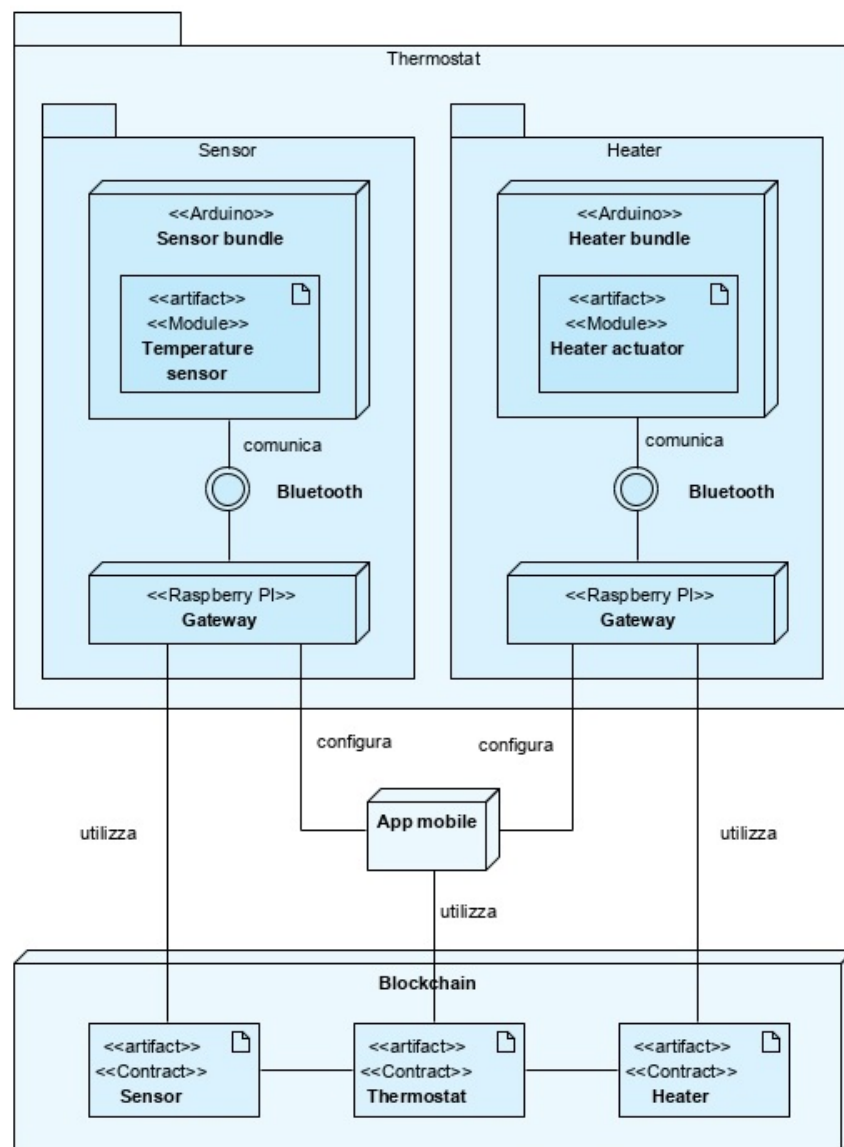 Thermostat
Sensor
Heater
<<Arduino>>
Sensor bundle
<<artifact>>
<<Module>>
Temperature
sensor
<<Arduino>>
Heater bundle
<<artifact>>
<<Module>>
Heater actuator
comunica
comunica
Bluetooth
Bluetooth
<<Raspberry PI>>
Gateway
<<Raspberry PI>>
Gateway
configura
configura
App mobile
utilizza
utilizza
utilizza
Blockchain
<<artifact>>
<<Contract>>
Sensor
<<artifact>>
<<Contract>>
Thermostat
<<artifact>>
<<Contract>>
Heater